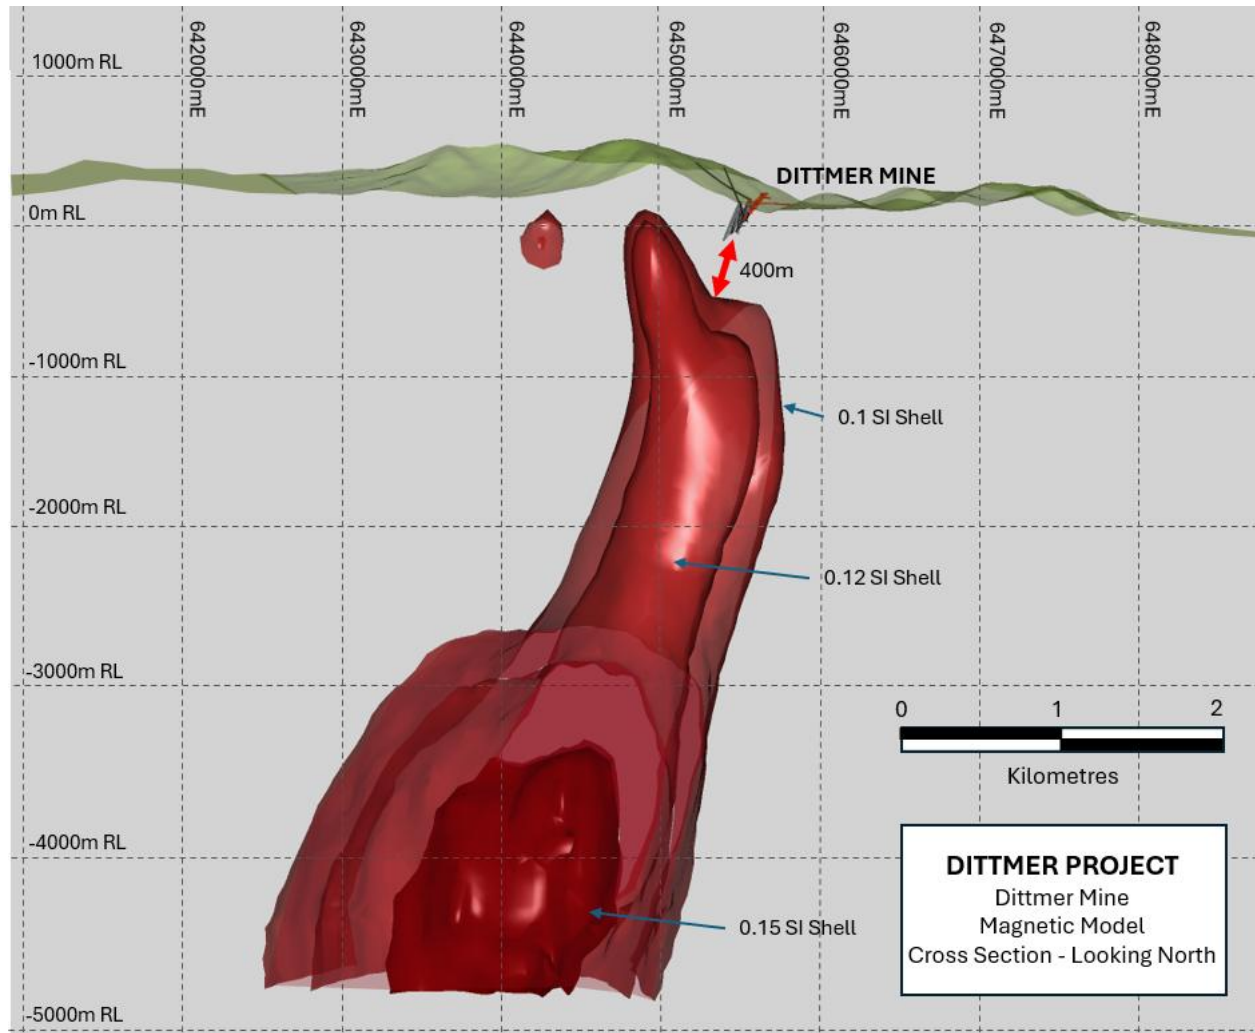 642000mE
643000mE
644000mE
645000mE
646000mE
647000mE
648000mE
1000m RL
DITTMER MINE
0m RL
400m
-1000m RL
0.1 SI Shell
-2000m RL
0.12 SI Shell
-3000m RL
0 1 2
Kilometres
-4000m RL
DITTMER PROJECT
Dittmer Mine
Magnetic Model
Cross Section - Looking North
0.15 SI Shell
-5000m RL